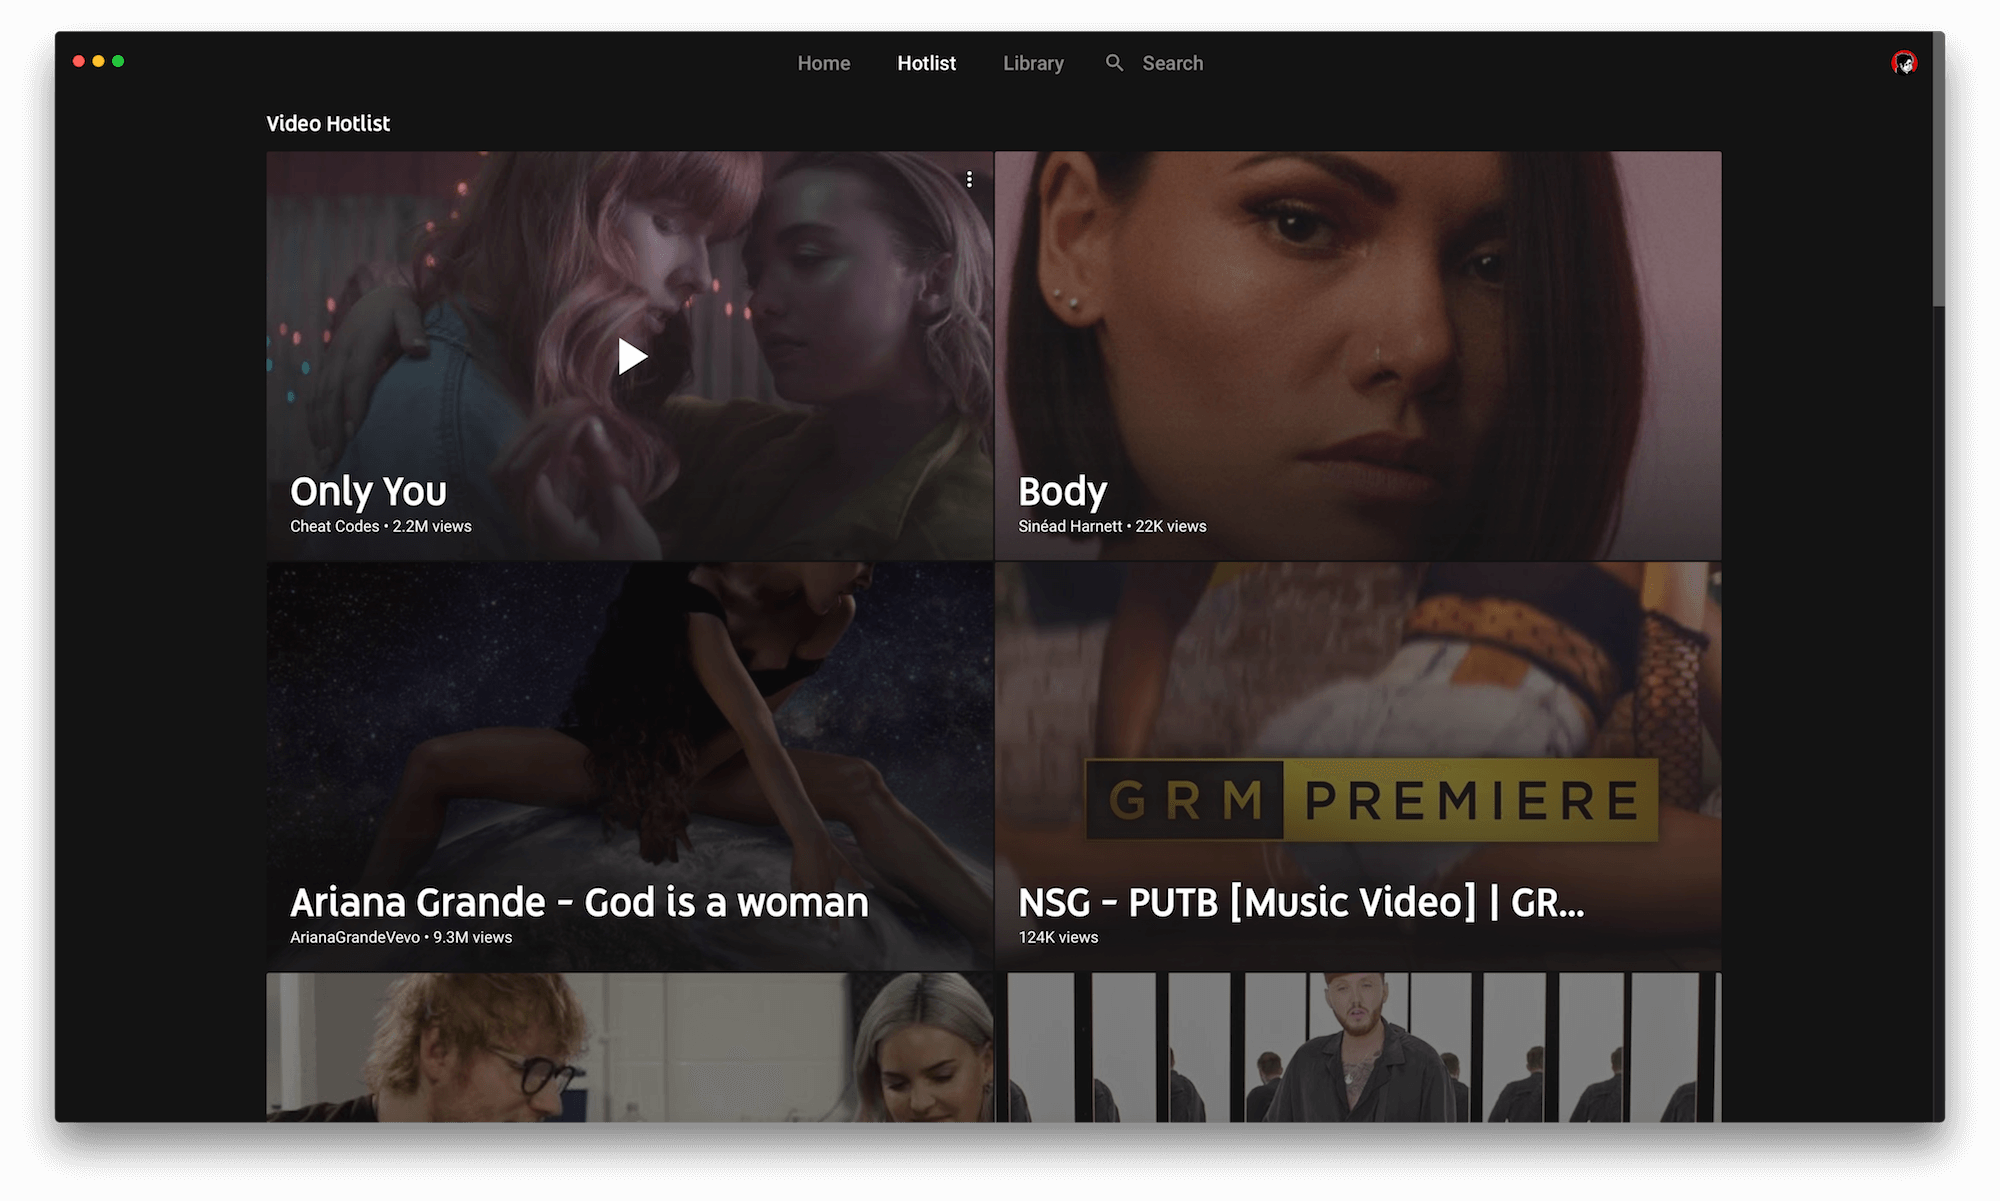 Home Hotlist Library Search
Video Hotlist
Only You
Cheat Codes • 2.2M views
Body
Sinéad Harnett • 22K views
Ariana Grande - God is a woman
ArianaGrandeVevo • 9.3M views
GRM PREMIERE
NSG - PUTB [Music Video] | GR...
124K views